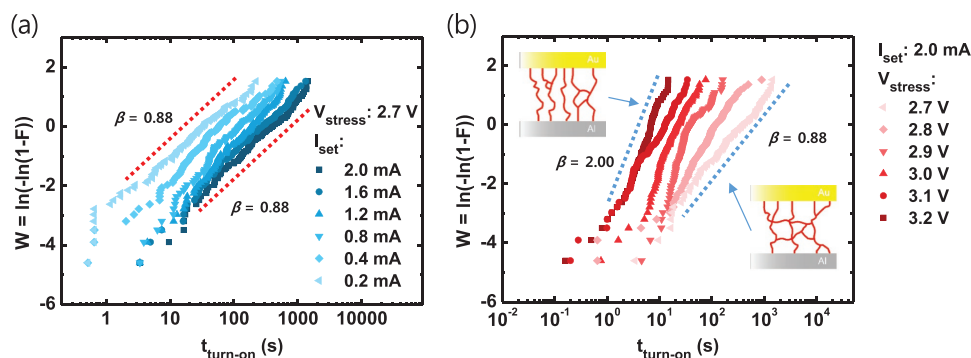 (a)
W = ln(-ln(1-F))
2
0
-2
-4
-6
β = 0.88
β = 0.88
V_stress: 2.7 V
I_set:
2.0 mA
1.6 mA
1.2 mA
0.8 mA
0.4 mA
0.2 mA
1 10 100 1000 10000
t_turn-on (s)
(b)
W = ln(-ln(1-F))
2
0
-2
-4
-6
Au
Al
β = 2.00
β = 0.88
Au
Al
10^-2 10^-1 10^0 10^1 10^2 10^3 10^4
t_turn-on (s)
I_set: 2.0 mA
V_stress:
2.7 V
2.8 V
2.9 V
3.0 V
3.1 V
3.2 V